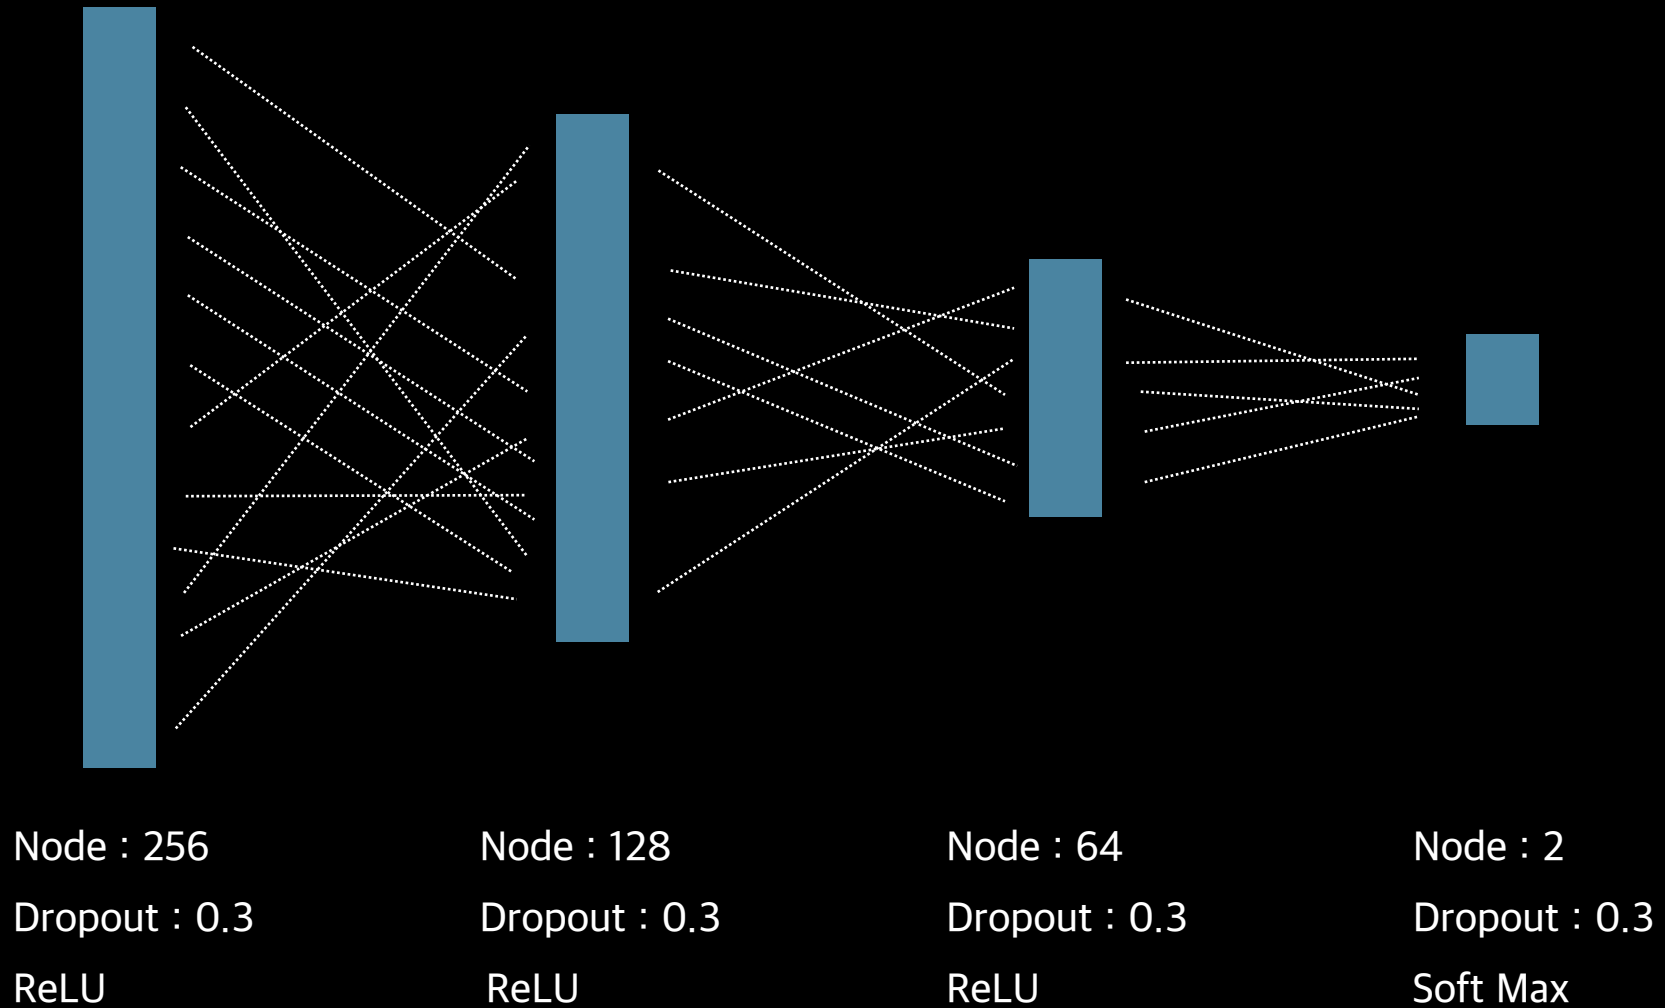 Node : 256
Dropout : 0.3
ReLU
Node : 128
Dropout : 0.3
ReLU
Node : 64
Dropout : 0.3
ReLU
Node : 2
Dropout : 0.3
Soft Max